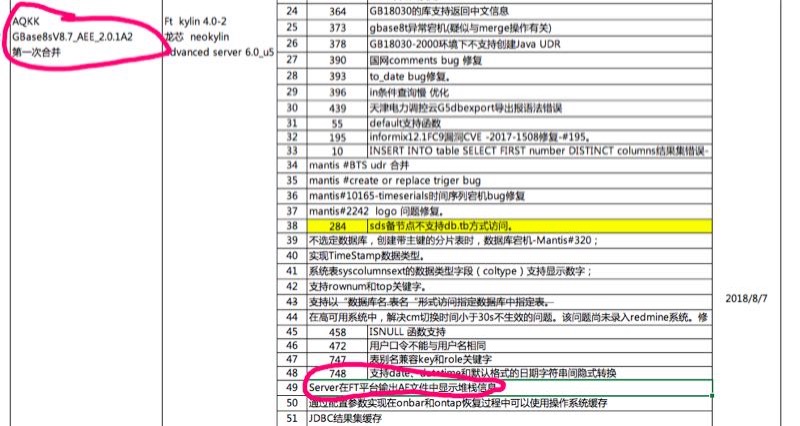 AQKK
GBase8sV8.7_AEE_2.0.1A2
第一次合并
Ft kylin 4.0-2
龙芯 neokylin
advanced server 6.0_u5
24 364 GB18030的库支持返回中文信息
25 373 gbase8t异常宕机(疑似与merge操作有关)
26 378 GB18030-2000环境下不支持创建Java UDR
27 390 国网comments bug 修复
28 393 to_date bug修复。
29 396 in条件查询慢 优化
30 439 天津电力调控云G5dbexport导出报语法错误
31 55 default支持函数
32 195 informix12.1FC9漏洞CVE -2017-1508修复-#195。
33 10 INSERT INTO table SELECT FIRST number DISTINCT columns结果集错误-
34 mantis #BTS udr 合并
35 mantis #create or replace triger bug
36 mantis#10165-timeserials时间序列宕机bug修复
37 mantis#2242 logo 问题修复。
38 284 sds备节点不支持db.tb方式访问。
39 不选定数据库，创建带主键的分片表时，数据库宕机-Mantis#320；
40 实现TimeStamp数据类型。
41 系统表syscolumnsext的数据类型字段（coltype）支持显示数字；
42 支持rownum和top关键字。
43 支持以“数据库名.表名“形式访问指定数据库中指定表。
44 在高可用系统中，解决cm切换时间小于30s不生效的问题。该问题尚未录入redmine系统。修
45 458 ISNULL 函数支持
46 472 用户口令不能与用户名相同
47 747 表别名兼容key和role关键字
48 748 支持date、datetime和默认格式的日期字符串间隐式转换
49 Server在FT平台输出AF文件中显示堆栈信息
50 通过配置参数实现在onbar和ontap恢复过程中可以使用操作系统缓存
51 JDBC结果集缓存
2018/8/7